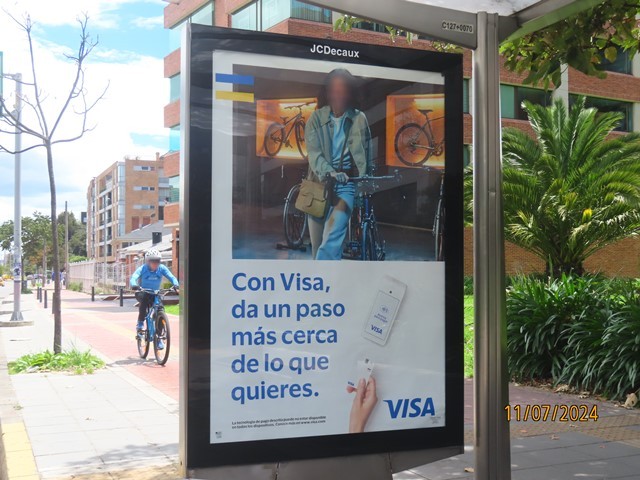 C127+0070
JCDecaux
Con Visa,
da un paso
más cerca
de lo que
quieres.
VISA
VISA
11/07/2024